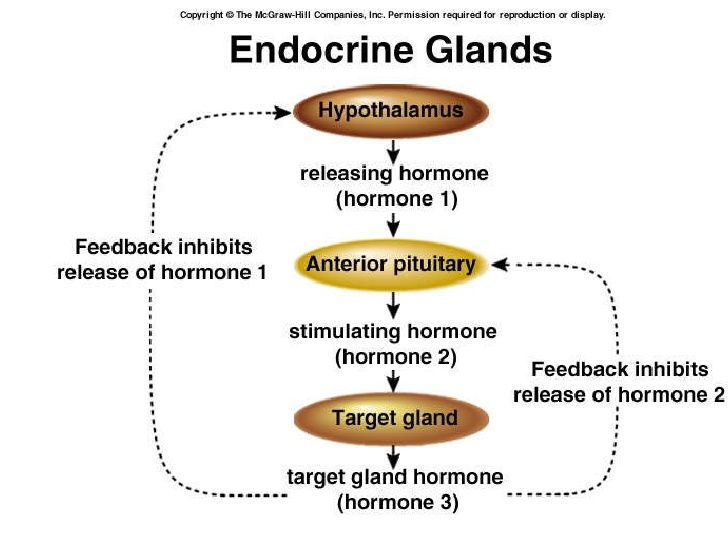 Copyright © The McGraw-Hill Companies, Inc. Permission required for reproduction or display.
Endocrine Glands
Hypothalamus
releasing hormone
(hormone 1)
Feedback inhibits
release of hormone 1
Anterior pituitary
stimulating hormone
(hormone 2)
Feedback inhibits
release of hormone 2
Target gland
target gland hormone
(hormone 3)